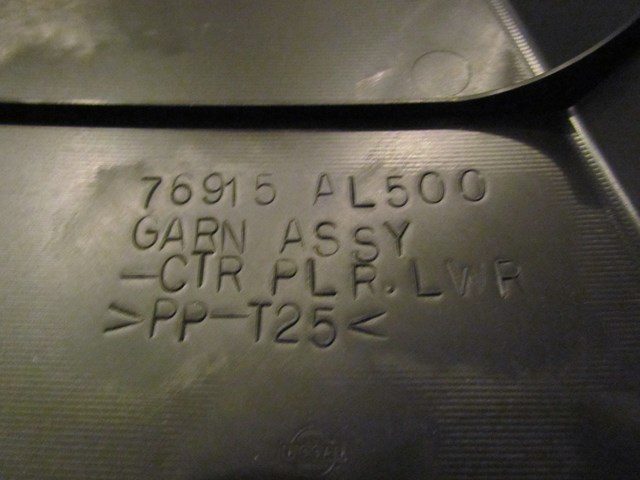 76915 AL500
GARN ASSY
-CTR PLR. LWR
>PP-T25<